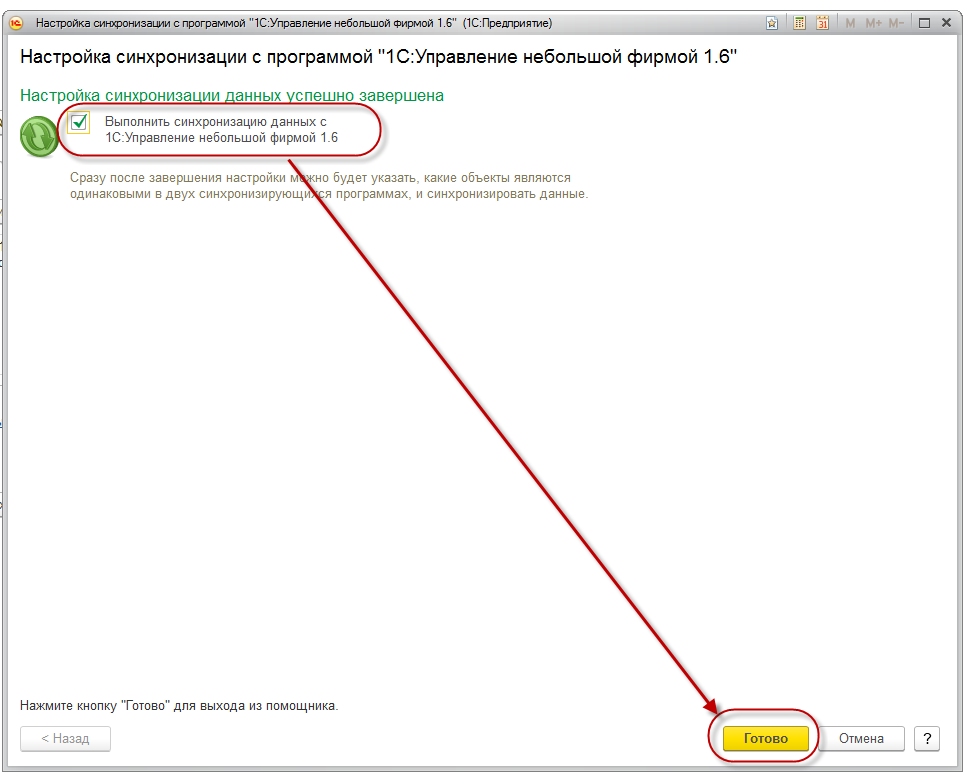 Настройка синхронизации с программой "1С:Управление небольшой фирмой 1.6" (1С:Предприятие)
31 M M+ M-
Настройка синхронизации с программой "1С:Управление небольшой фирмой 1.6"
Настройка синхронизации данных успешно завершена
Выполнить синхронизацию данных с
1С:Управление небольшой фирмой 1.6
Сразу после завершения настройки можно будет указать, какие объекты являются
одинаковыми в двух синхронизирующихся программах, и синхронизировать данные.
Нажмите кнопку "Готово" для выхода из помощника.
< Назад
Готово
Отмена
?